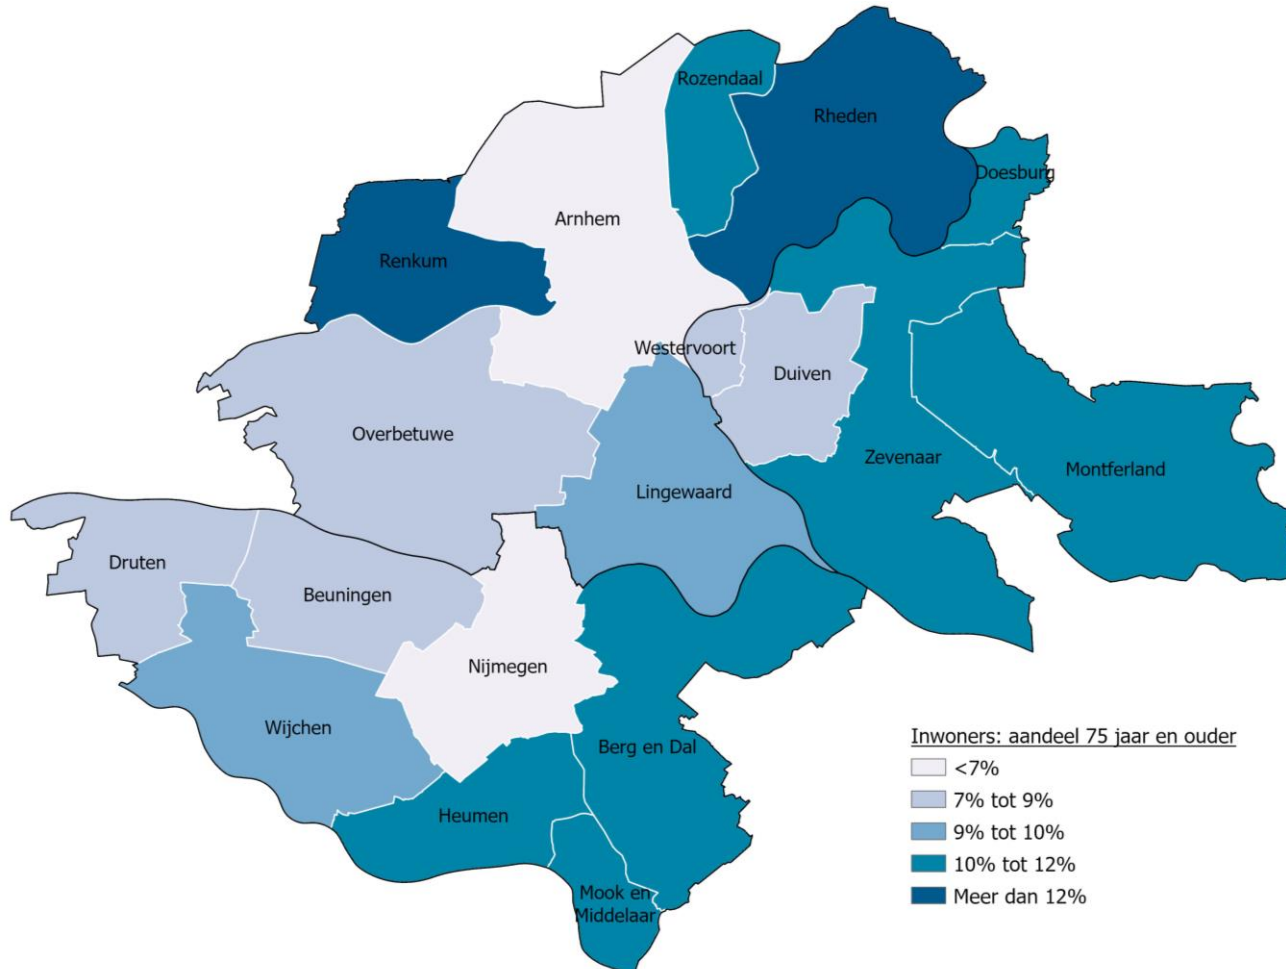 Rozendaal
Rheden
Doesburg
Arnhem
Renkum
Westervoort
Duiven
Overbetuwe
Zevenaar
Montferland
Lingewaard
Druten
Beuningen
Nijmegen
Wijchen
Berg en Dal
Heumen
Mook en
Middelaar
Inwoners: aandeel 75 jaar en ouder
<7%
7% tot 9%
9% tot 10%
10% tot 12%
Meer dan 12%